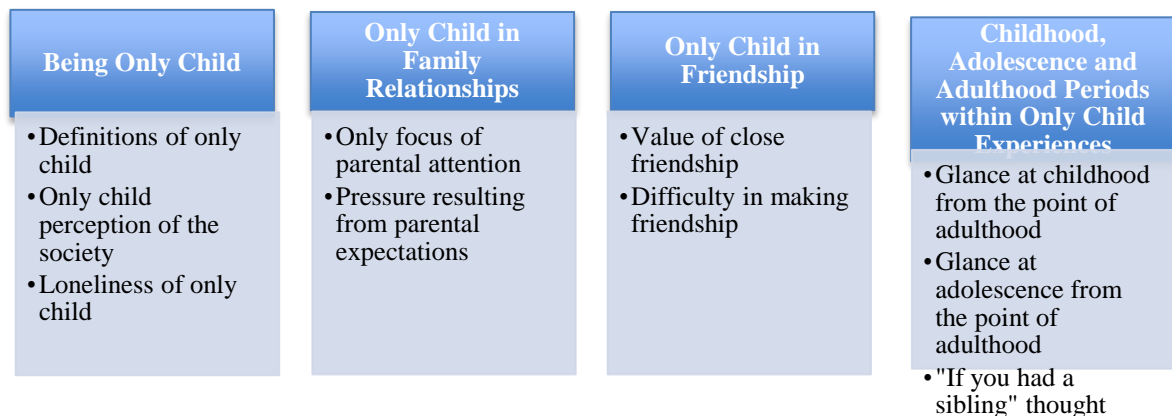 Being Only Child
•Definitions of only
child
•Only child
perception of the
society
•Loneliness of only
child
Only Child in
Family
Relationships
•Only focus of
parental attention
•Pressure resulting
from parental
expectations
Only Child in
Friendship
•Value of close
friendship
•Difficulty in making
friendship
Childhood,
Adolescence and
Adulthood Periods
within Only Child
Experiences
•Glance at childhood
from the point of
adulthood
•Glance at
adolescence from
the point of
adulthood
•"If you had a
sibling" thought